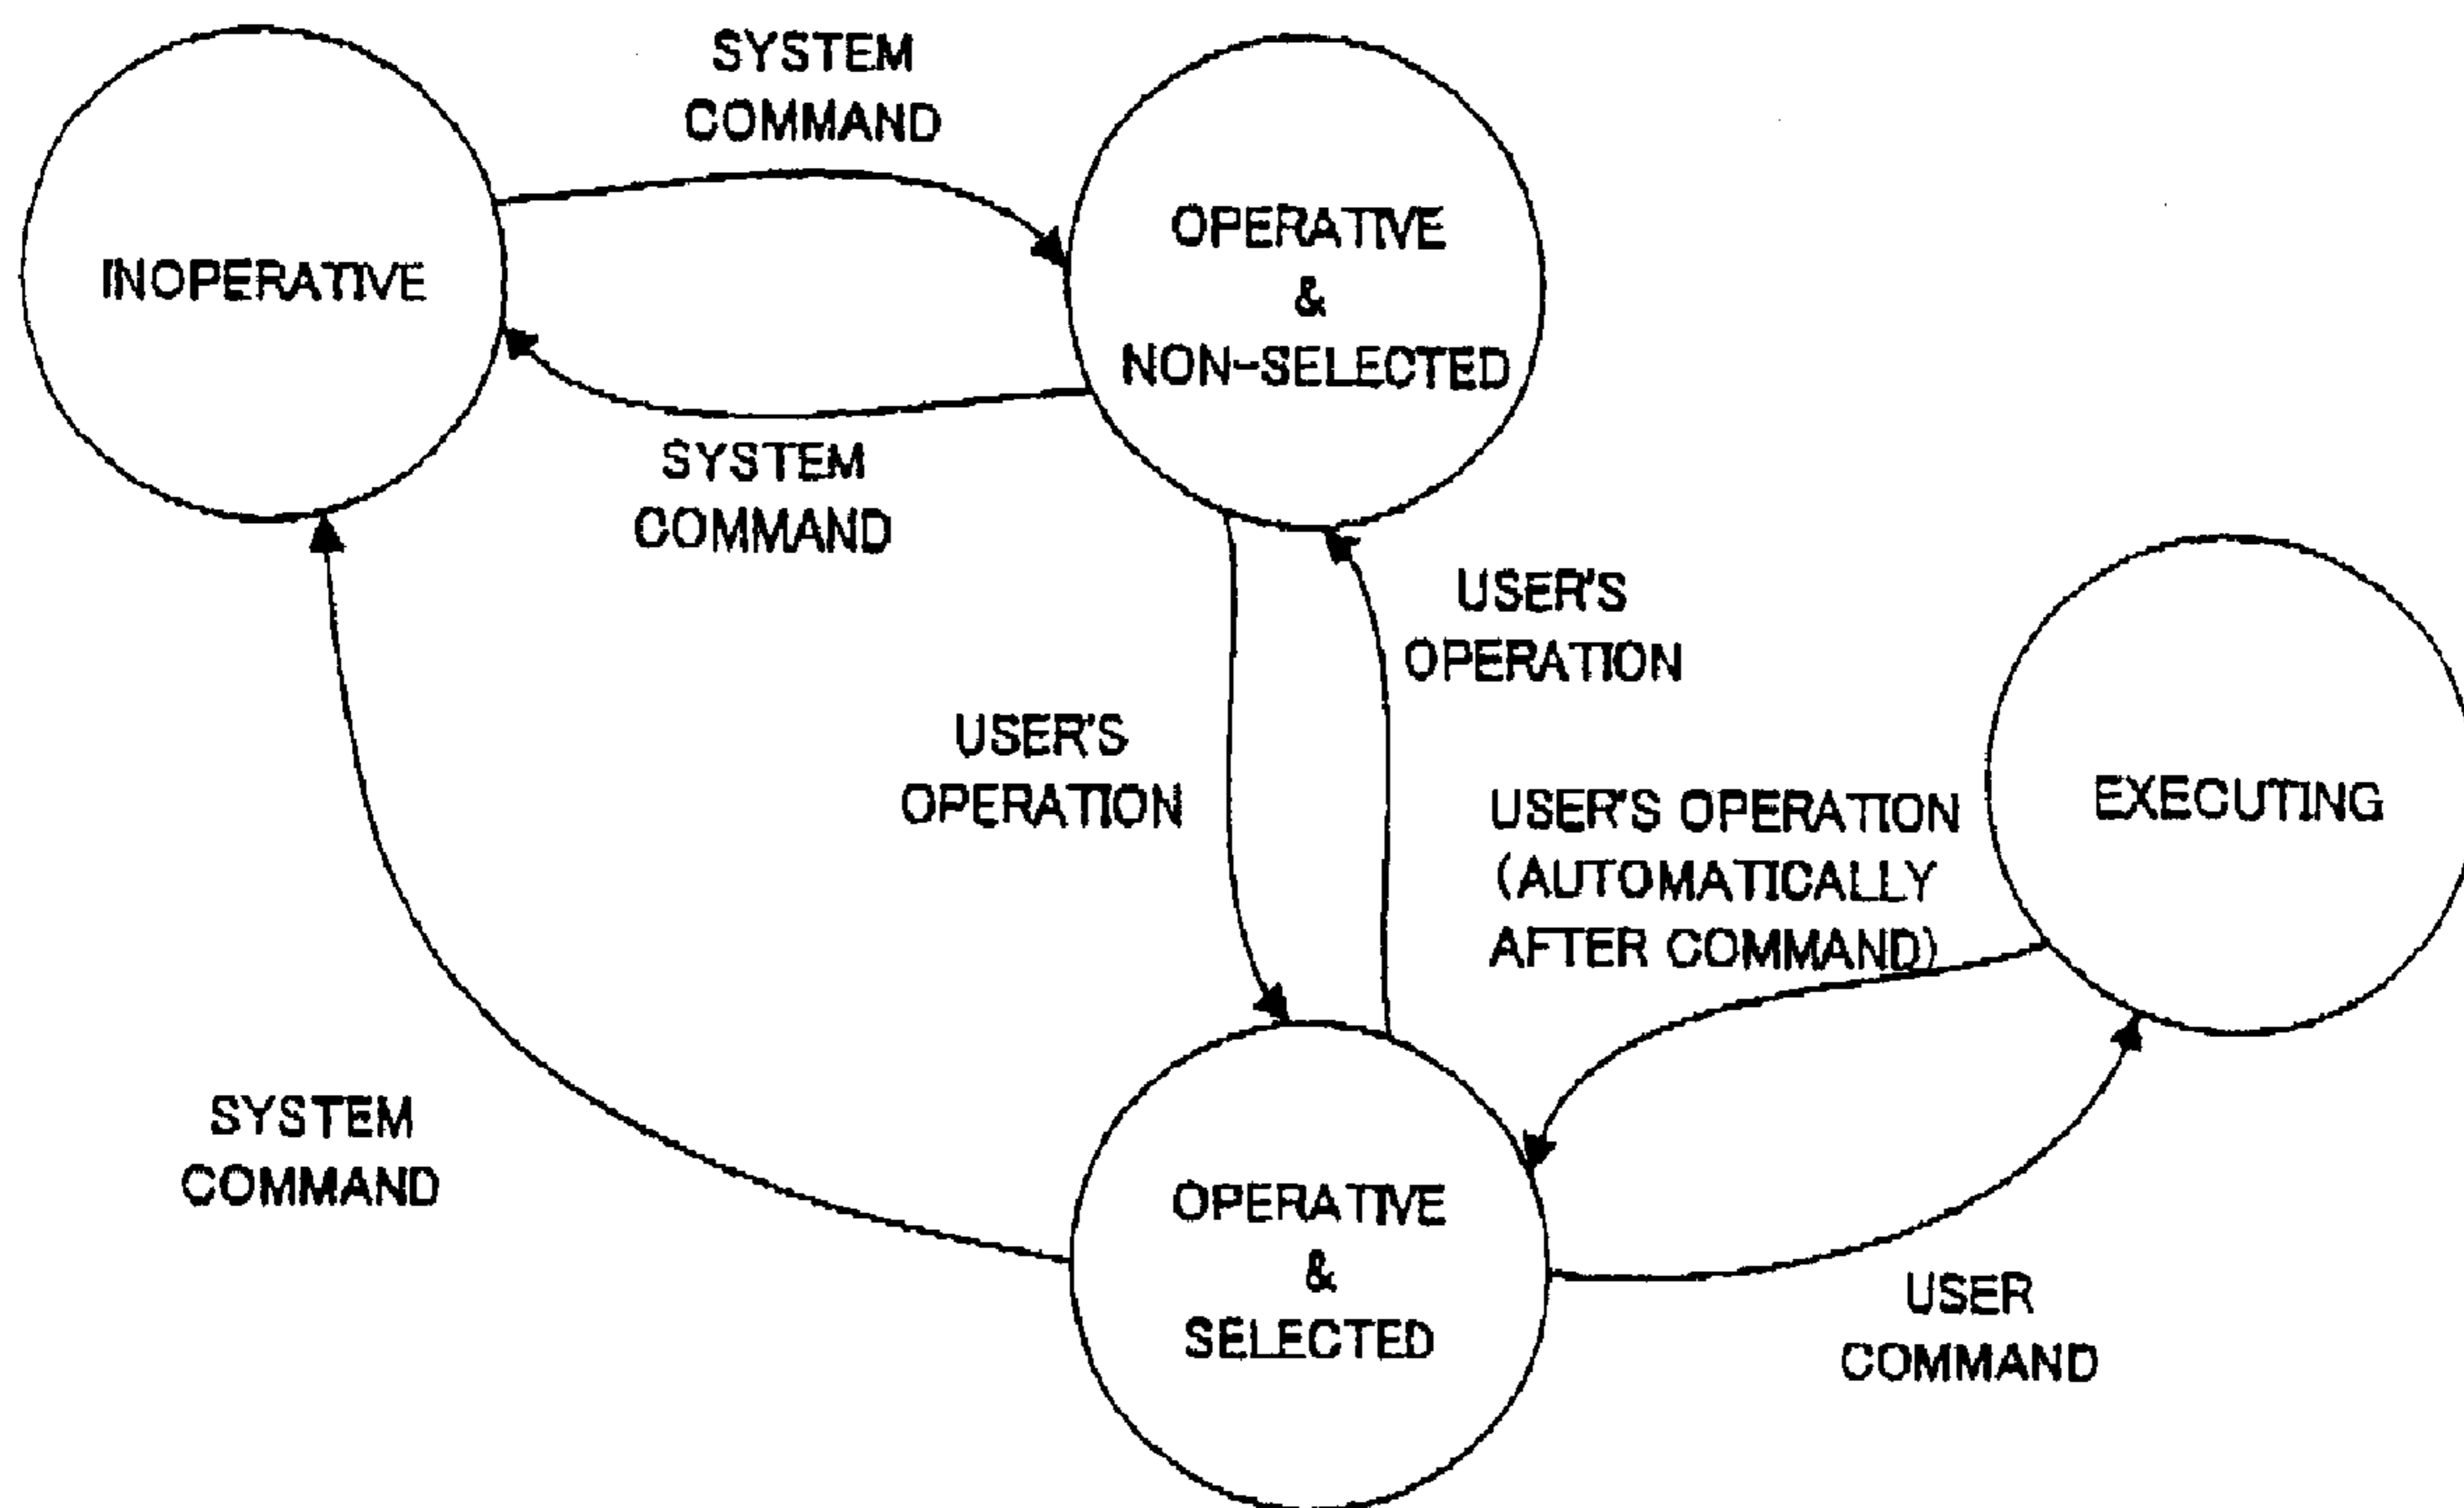 SYSTEM
COMMAND
INOPERATIVE
OPERATIVE
&
NON-SELECTED
SYSTEM
COMMAND
USER'S
OPERATION
USER'S
OPERATION
USER'S OPERATION
(AUTOMATICALLY
AFTER COMMAND)
EXECUTING
SYSTEM
COMMAND
OPERATIVE
&
SELECTED
USER
COMMAND